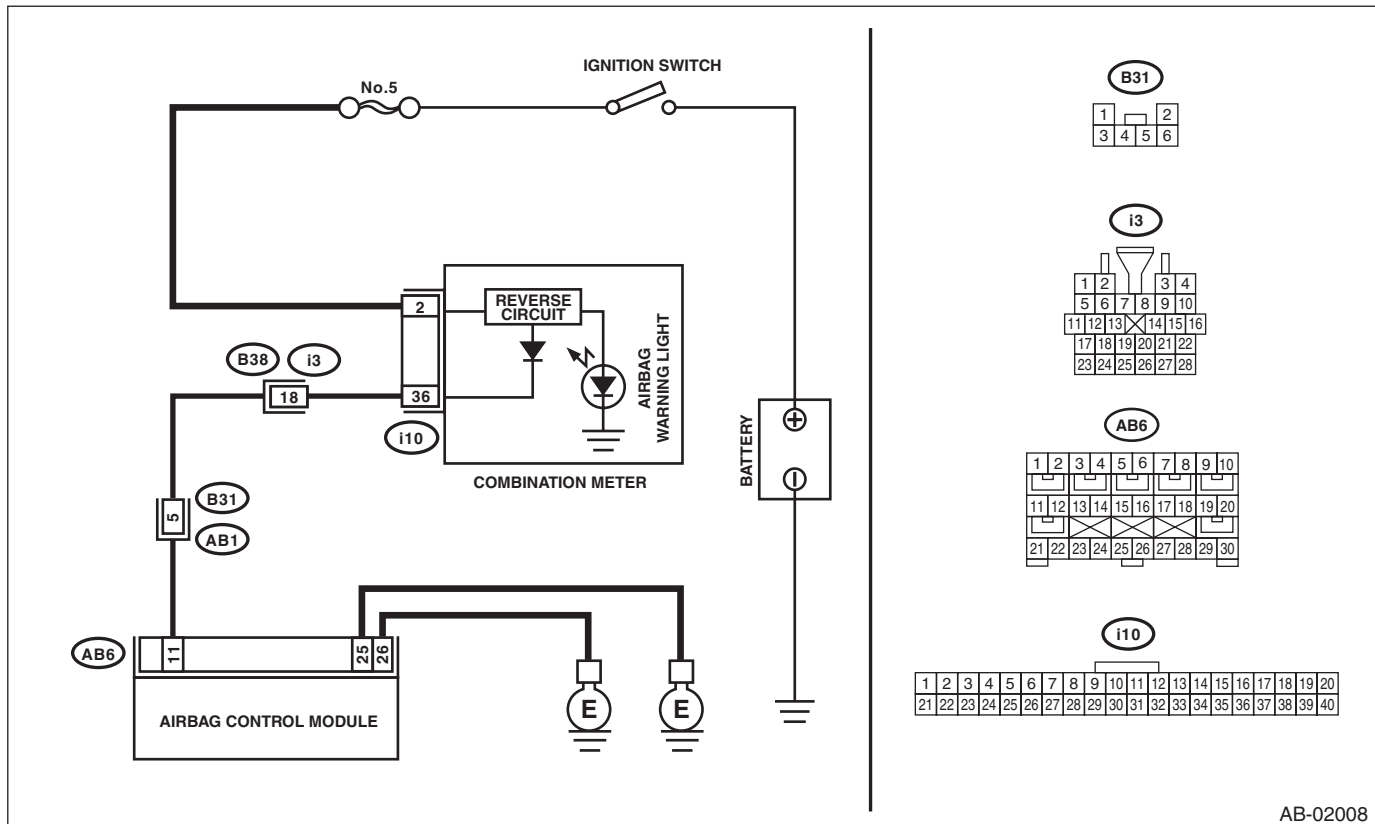 No.5
IGNITION SWITCH
2
REVERSE
CIRCUIT
AIRBAG
WARNING LIGHT
B38 i3
18
36
i10
COMBINATION METER
BATTERY
+
−
5
B31
AB1
AB6
11
25 26
AIRBAG CONTROL MODULE
E E
B31
1 2
3 4 5 6
i3
1 2 3 4
5 6 7 8 9 10
11 12 13 14 15 16
17 18 19 20 21 22
23 24 25 26 27 28
AB6
1 2 3 4 5 6 7 8 9 10
11 12 13 14 15 16 17 18 19 20
21 22 23 24 25 26 27 28 29 30
i10
1 2 3 4 5 6 7 8 9 10 11 12 13 14 15 16 17 18 19 20
21 22 23 24 25 26 27 28 29 30 31 32 33 34 35 36 37 38 39 40
AB-02008